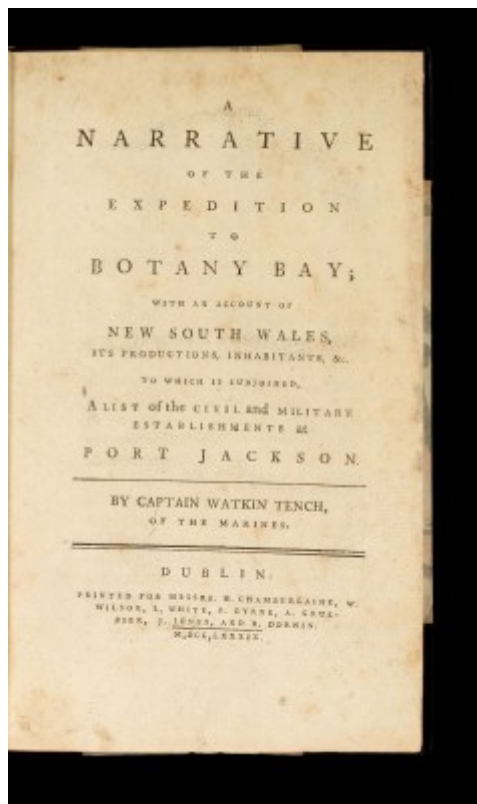 A
NARRATIVE
OF THE
EXPEDITION
TO
BOTANY BAY;
WITH AN ACCOUNT OF
NEW SOUTH WALES,
ITS PRODUCTIONS, INHABITANTS, &c.
TO WHICH IS SUBJOINED,
A LIST of the CIVIL and MILITARY
ESTABLISHMENTS at
PORT JACKSON.
BY CAPTAIN WATKIN TENCH,
OF THE MARINES.
DUBLIN:
PRINTED FOR MESSRS. H. CHAMBERLAINE, W.
WILSON, L. WHITE, P. BYRNE, A. GRUE-
BIER, J. JONES, AND B. DORNIN.
M,DCC,LXXXIX.